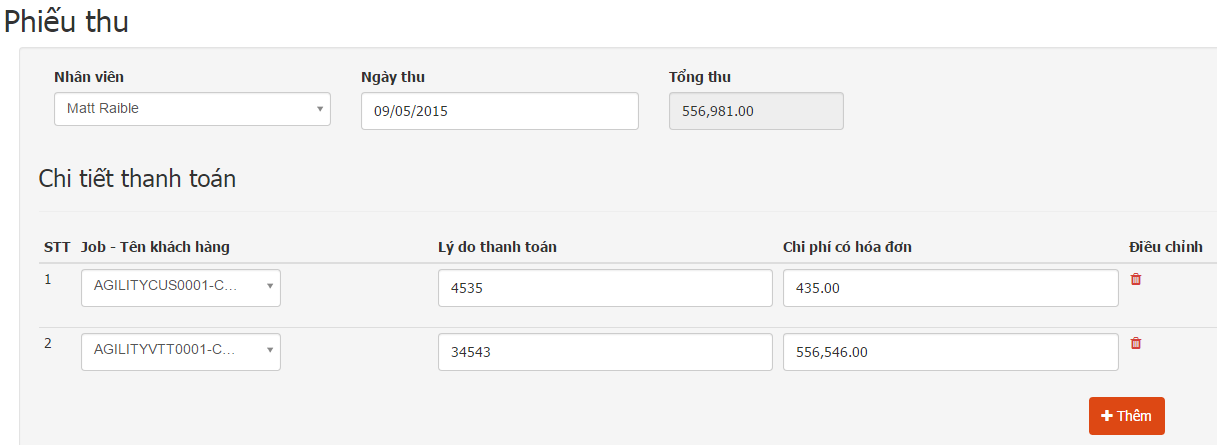 Phiếu thu
Nhân viên Ngày thu Tổng thu
Matt Raible 09/05/2015 556,981.00
Chi tiết thanh toán
STT Job - Tên khách hàng Lý do thanh toán Chi phí có hóa đơn Điều chỉnh
1 AGILITYCUS0001-C... 4535 435.00
2 AGILITYVTT0001-C... 34543 556,546.00
Thêm